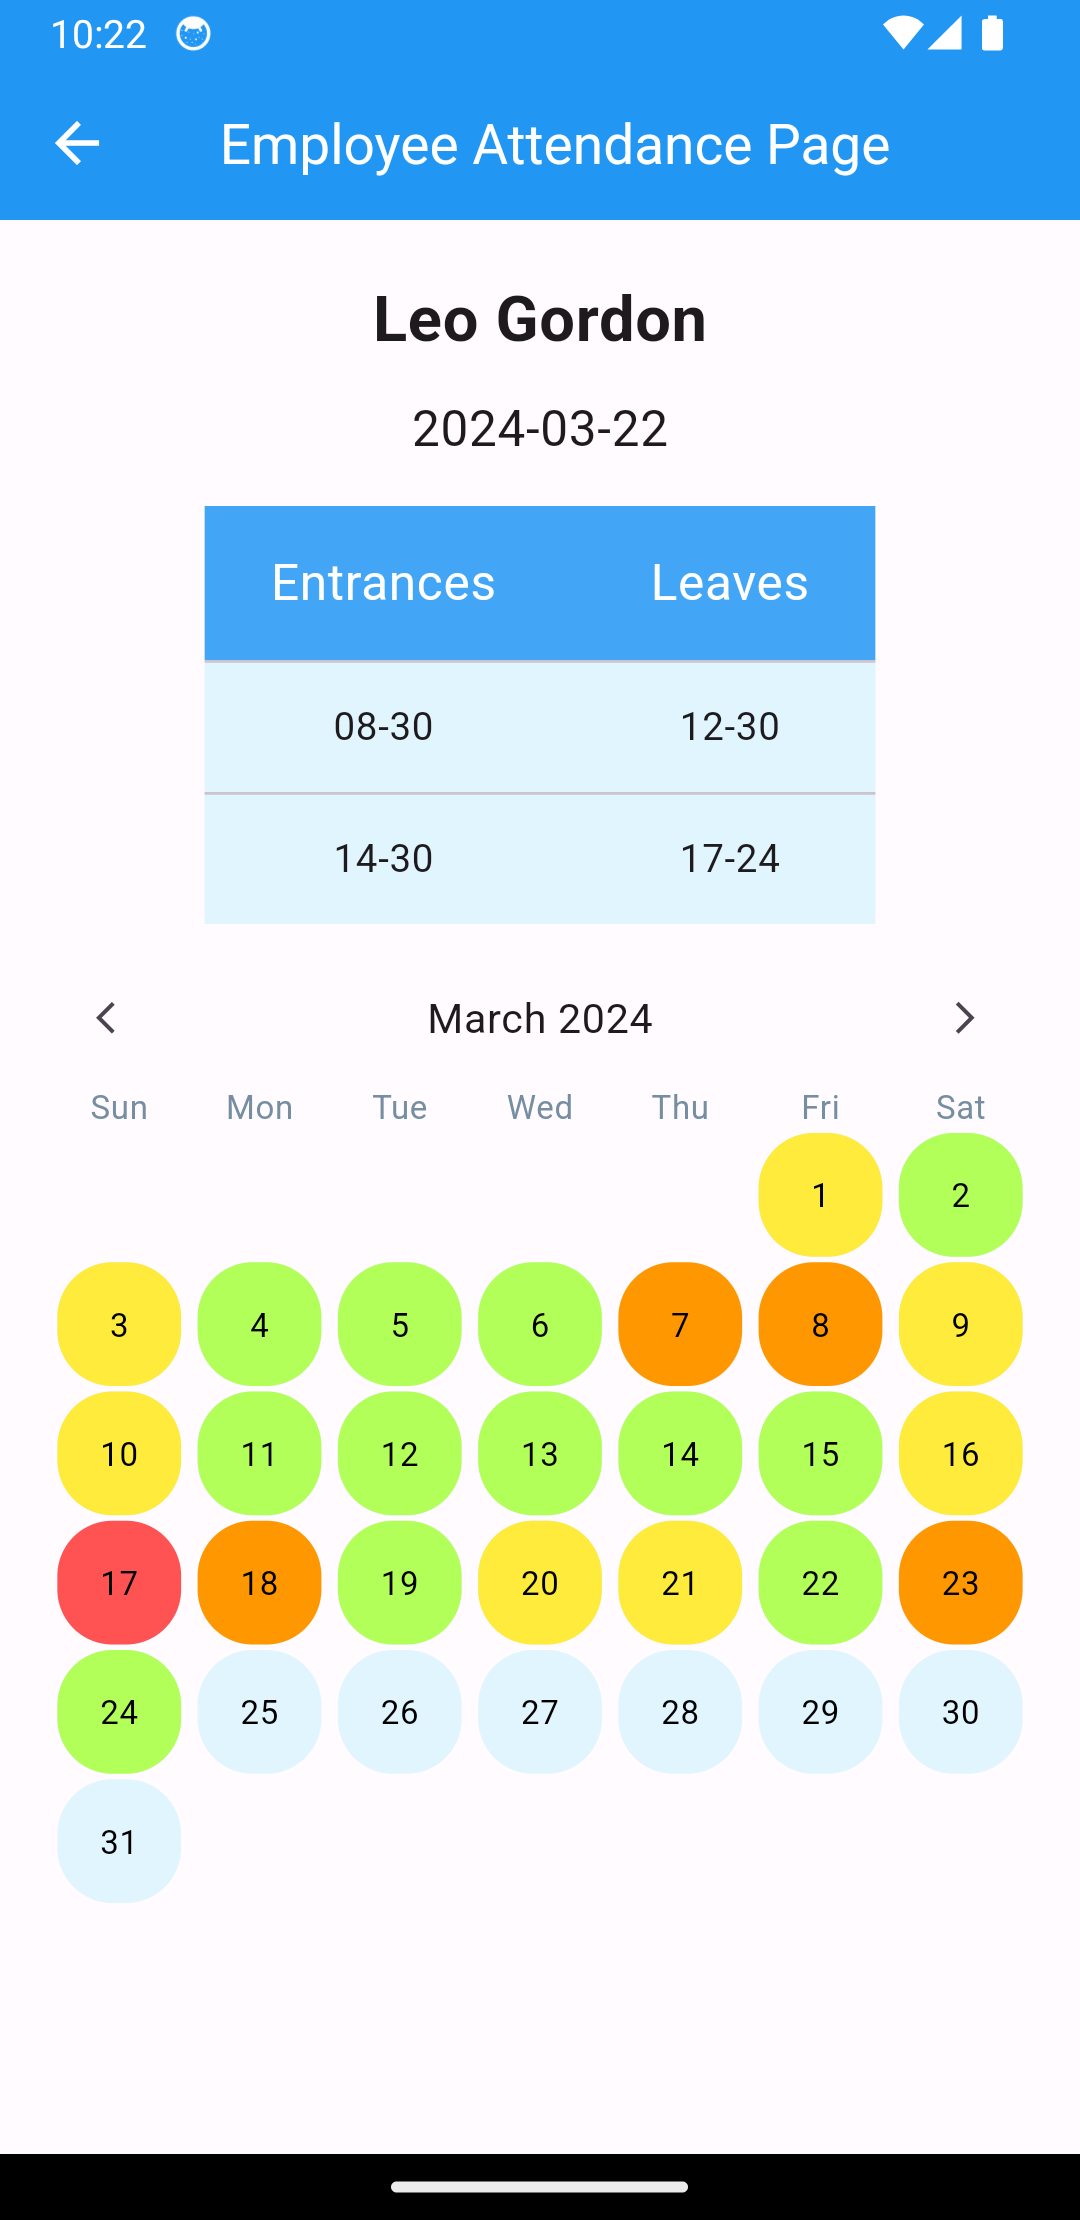 10:22
Employee Attendance Page
Leo Gordon
2024-03-22
Entrances Leaves
08-30 12-30
14-30 17-24
March 2024
Sun Mon Tue Wed Thu Fri Sat
1 2
3 4 5 6 7 8 9
10 11 12 13 14 15 16
17 18 19 20 21 22 23
24 25 26 27 28 29 30
31